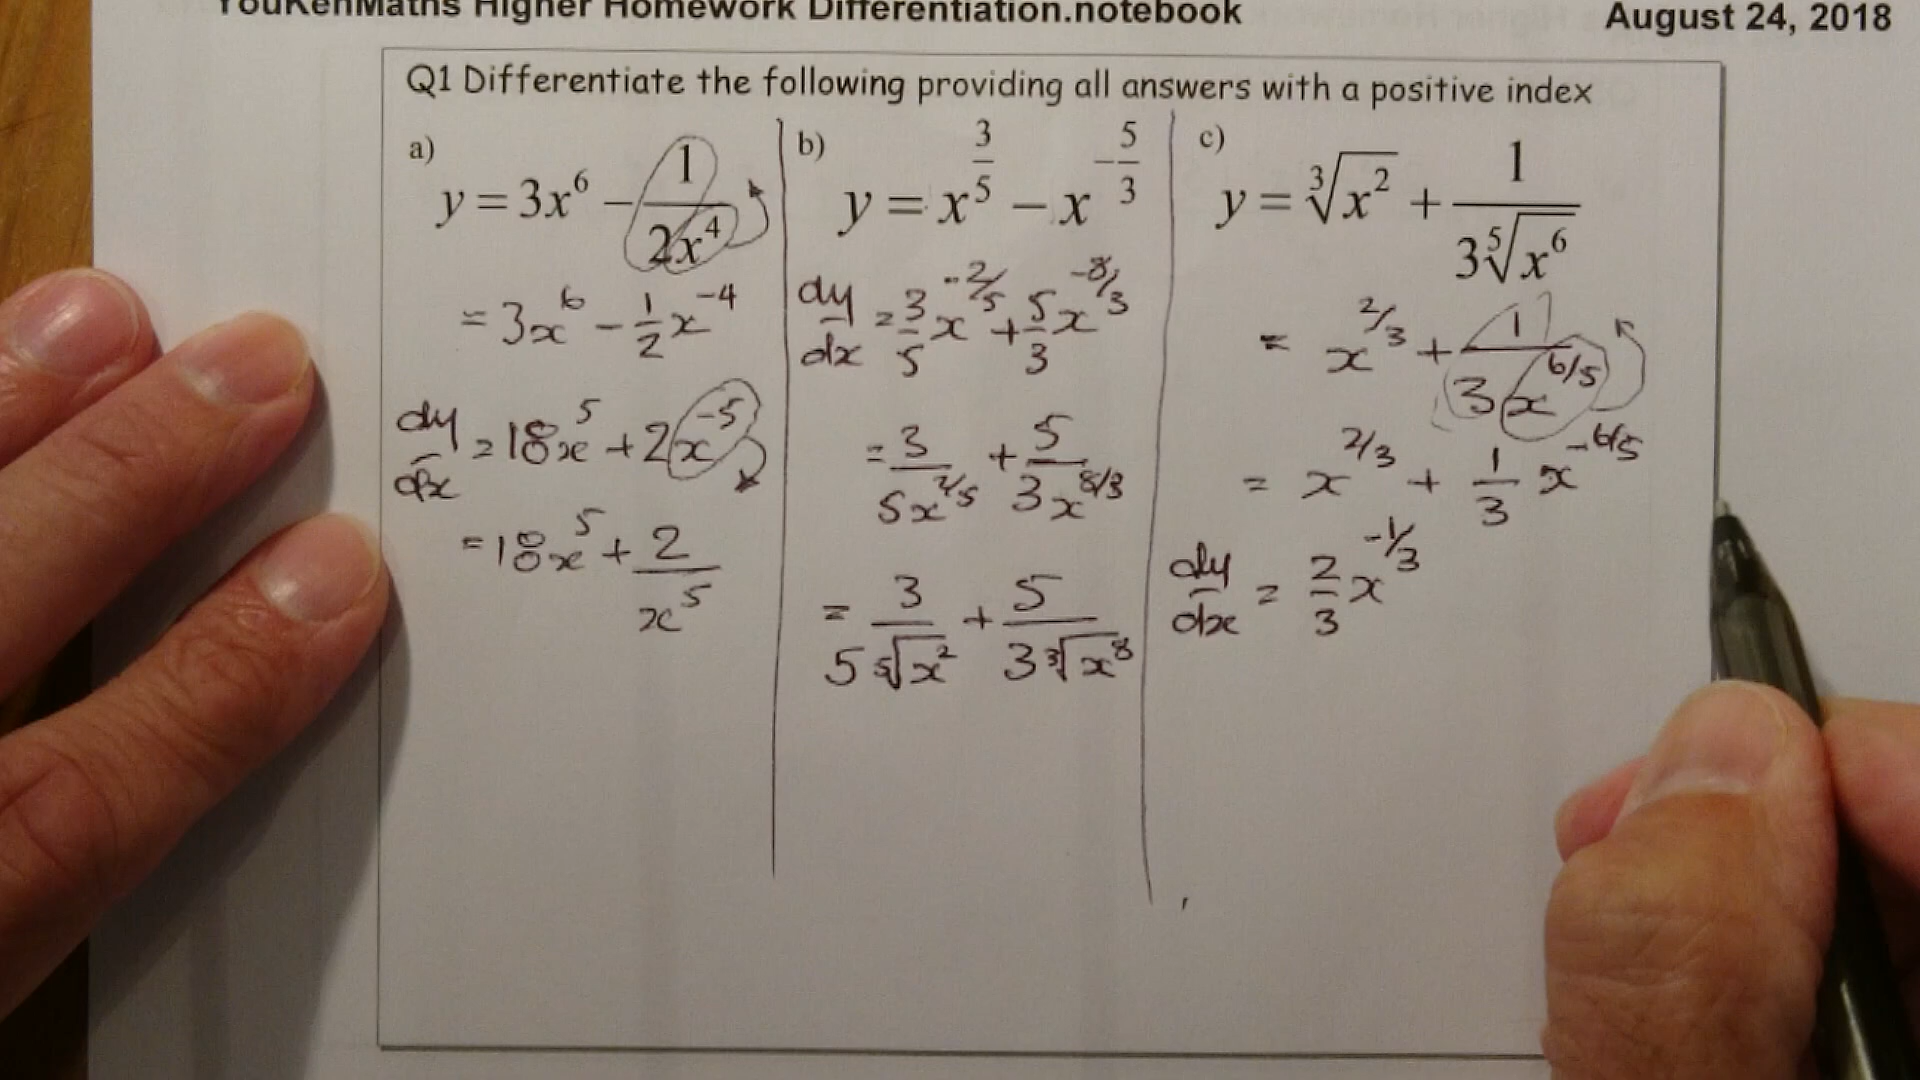 YouKenMaths Higher Homework Differentiation.notebook
August 24, 2018
Q1 Differentiate the following providing all answers with a positive index
a)
y = 3x⁶ − 1/(2x⁴)
= 3x⁶ − 1/2 x⁻⁴
dy/dx = 18x⁵ + 2x⁻⁵
= 18x⁵ + 2/x⁵
b)
y = x^(3/5) − x^(−5/3)
dy/dx = 3/5 x^(−2/5) + 5/3 x^(−8/3)
= 3/(5x^(2/5)) + 5/(3x^(8/3))
= 3/(5 ⁵√x²) + 5/(3 ³√x⁸)
c)
y = ³√x² + 1/(3 ⁵√x⁶)
= x^(2/3) + 1/(3x^(6/5))
= x^(2/3) + 1/3 x^(−6/5)
dy/dx = 2/3 x^(−1/3)